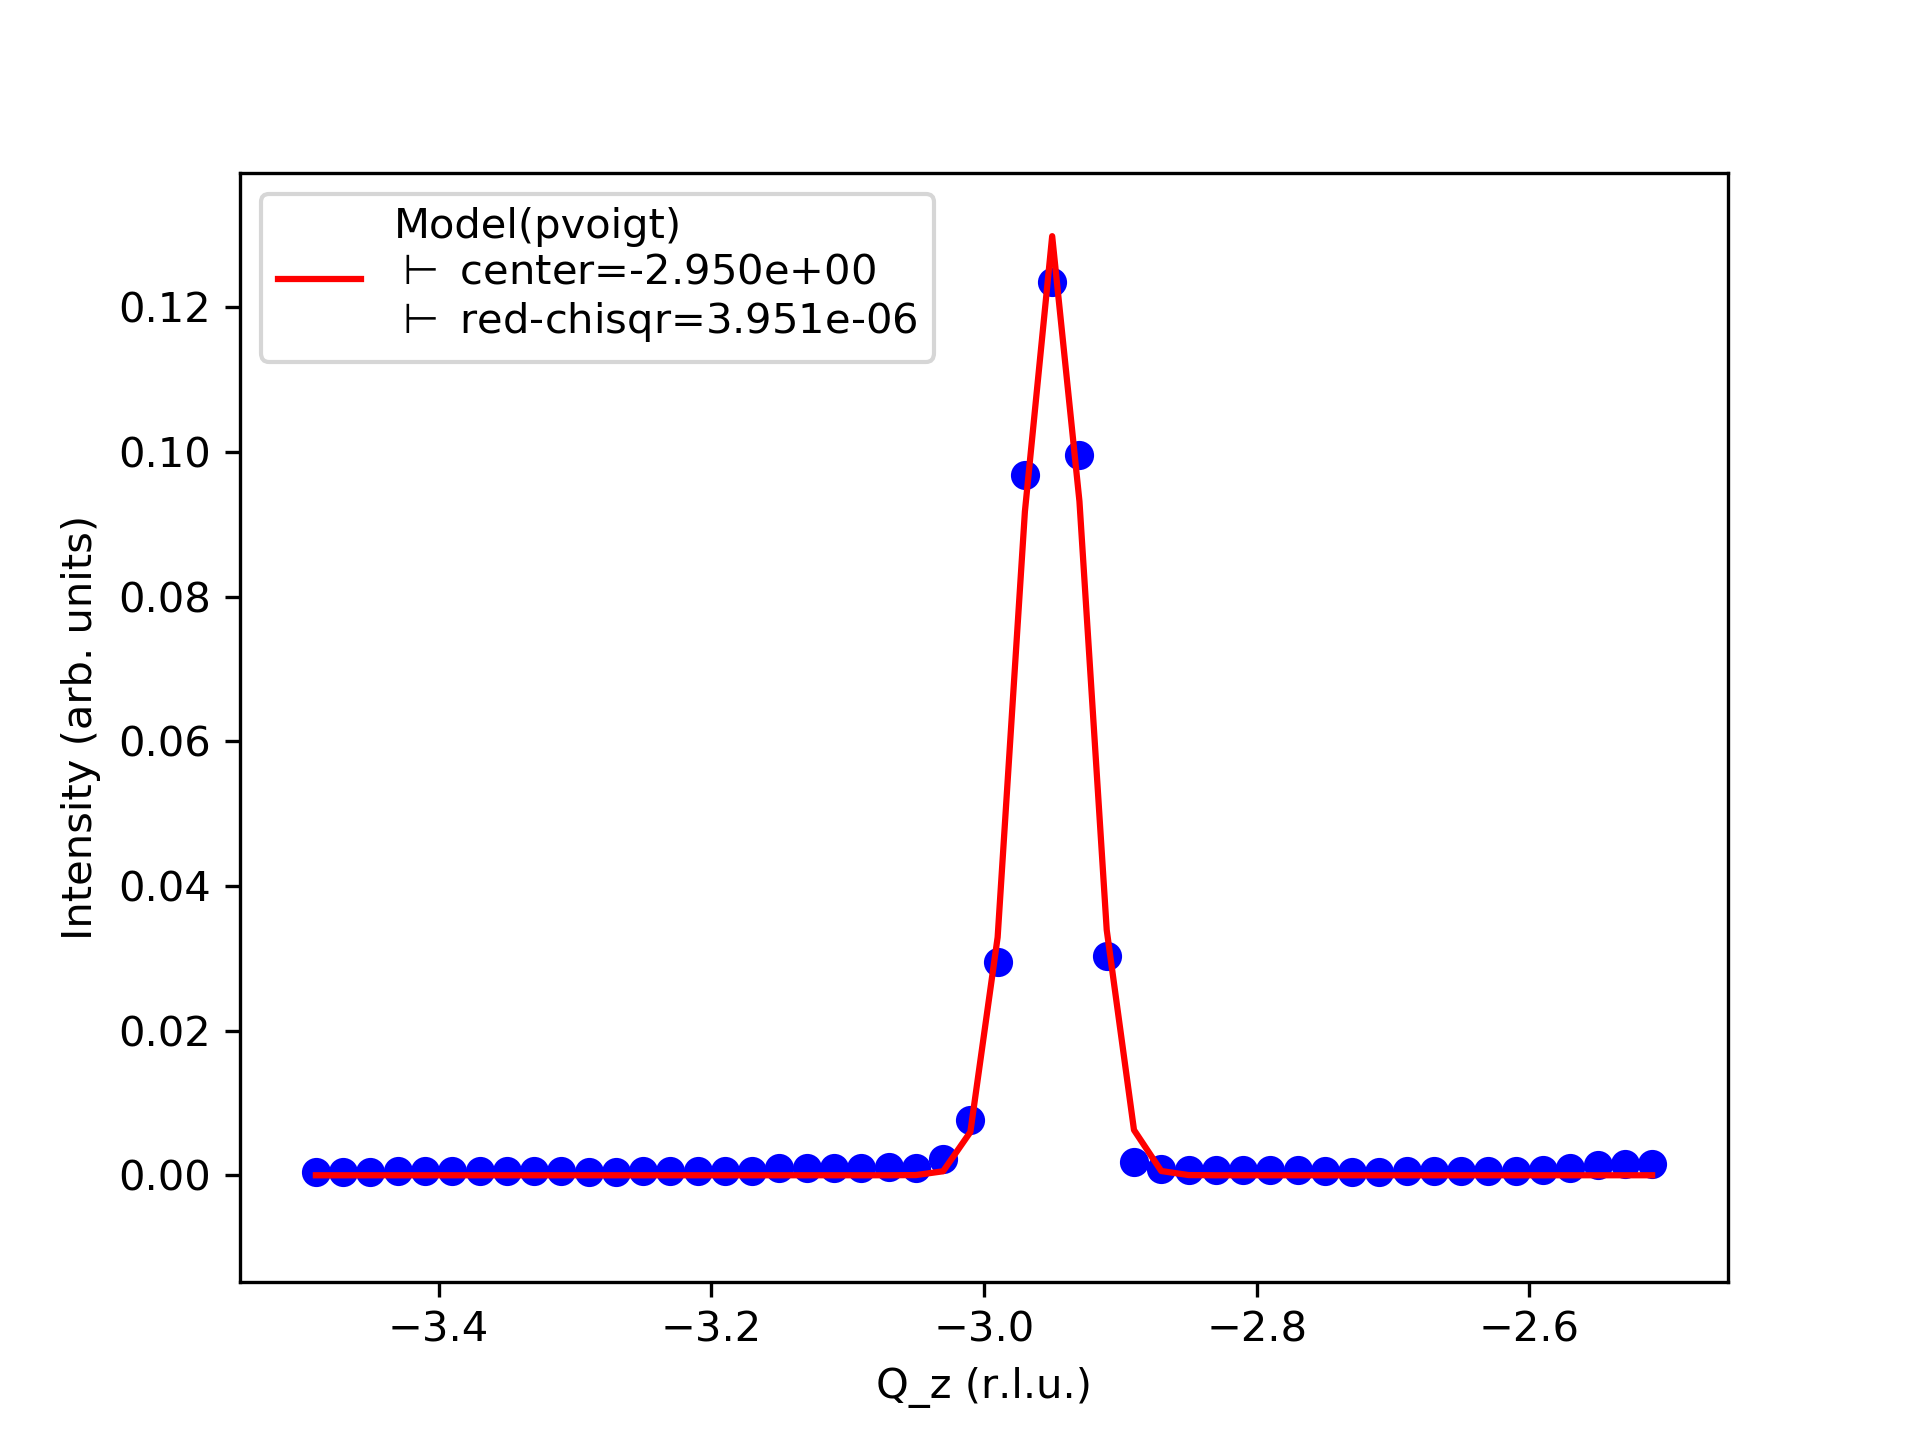 Model(pvoigt)
⊢ center=-2.950e+00
⊢ red-chisqr=3.951e-06
0.12
0.10
0.08
0.06
0.04
0.02
0.00
Intensity (arb. units)
−3.4 −3.2 −3.0 −2.8 −2.6
Q_z (r.l.u.)